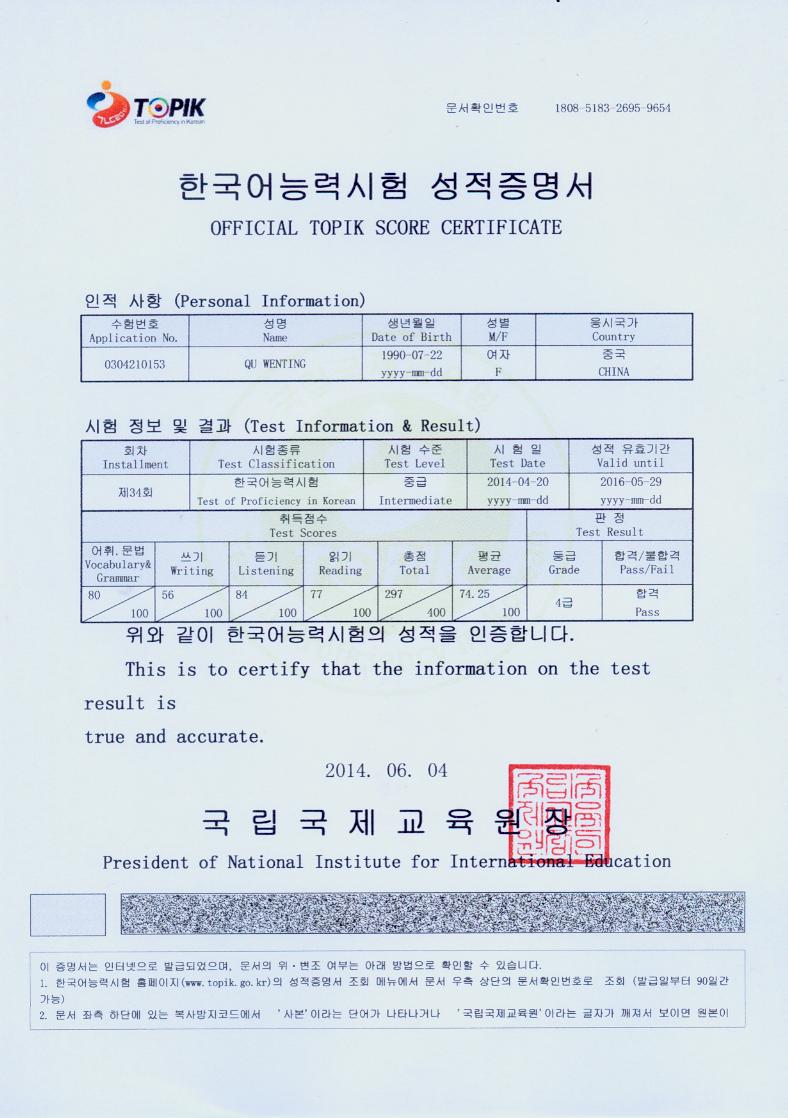 TOPIK
Test of Proficiency in Korean
문서확인번호 1808-5183-2695-9654
한국어능력시험 성적증명서
OFFICIAL TOPIK SCORE CERTIFICATE
인적 사항 (Personal Information)
수험번호 성명 생년월일 성별 응시국가
Application No. Name Date of Birth M/F Country
0304210153 QU WENTING 1990-07-22 여자 중국
yyyy-mm-dd F CHINA
시험 정보 및 결과 (Test Information & Result)
회차 시험종류 시험 수준 시 험 일 성적 유효기간
Installment Test Classification Test Level Test Date Valid until
제34회 한국어능력시험 중급 2014-04-20 2016-05-29
Test of Proficiency in Korean Intermediate yyyy-mm-dd yyyy-mm-dd
취득점수 판 정
Test Scores Test Result
어휘.문법 쓰기 듣기 읽기 총점 평균 등급 합격/불합격
Vocabulary& Writing Listening Reading Total Average Grade Pass/Fail
Grammar
80 56 84 77 297 74.25 4급 합격
100 100 100 100 400 100 Pass
위와 같이 한국어능력시험의 성적을 인증합니다.
This is to certify that the information on the test
result is
true and accurate.
2014. 06. 04
국립국제교육원장
President of National Institute for International Education
이 증명서는 인터넷으로 발급되었으며, 문서의 위·변조 여부는 아래 방법으로 확인할 수 있습니다.
1. 한국어능력시험 홈페이지(www.topik.go.kr)의 성적증명서 조회 메뉴에서 문서 우측 상단의 문서확인번호로 조회 (발급일부터 90일간
가능)
2. 문서 좌측 하단에 있는 복사방지코드에서 '사본'이라는 단어가 나타나거나 '국립국제교육원'이라는 글자가 깨져서 보이면 원본이